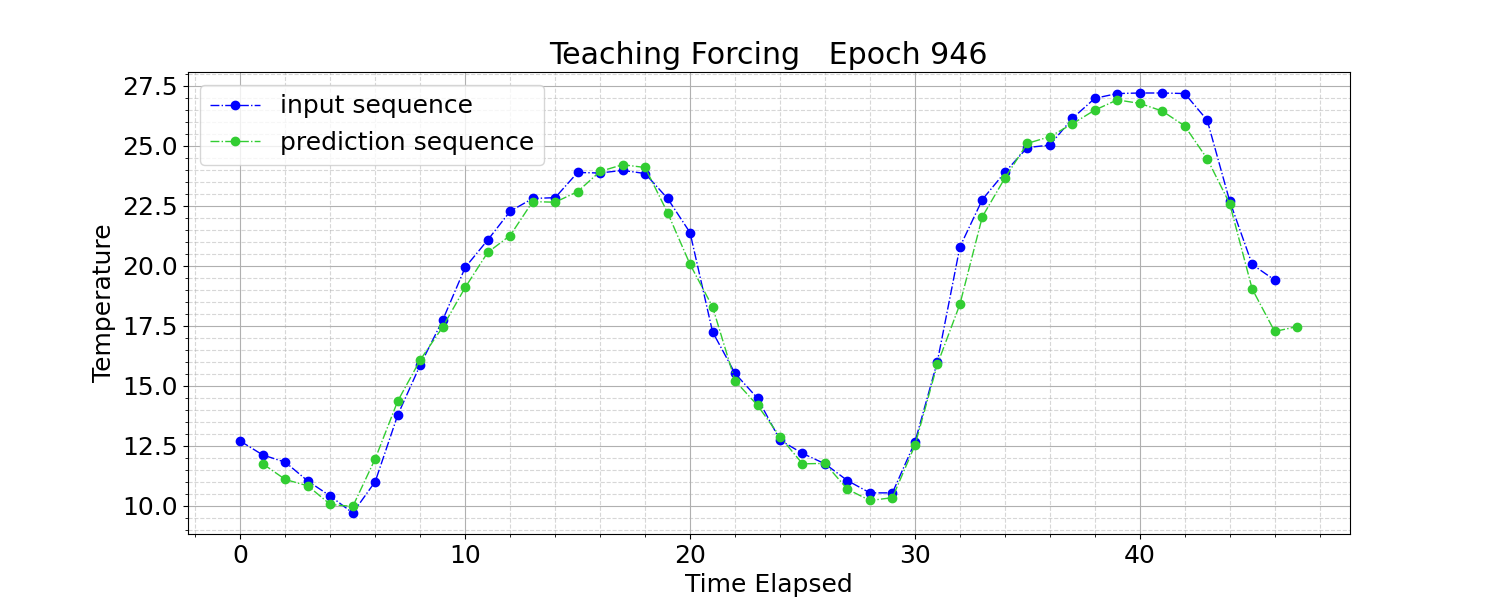 Teaching Forcing   Epoch 946
input sequence
prediction sequence
Temperature
27.5
25.0
22.5
20.0
17.5
15.0
12.5
10.0
0 10 20 30 40
Time Elapsed